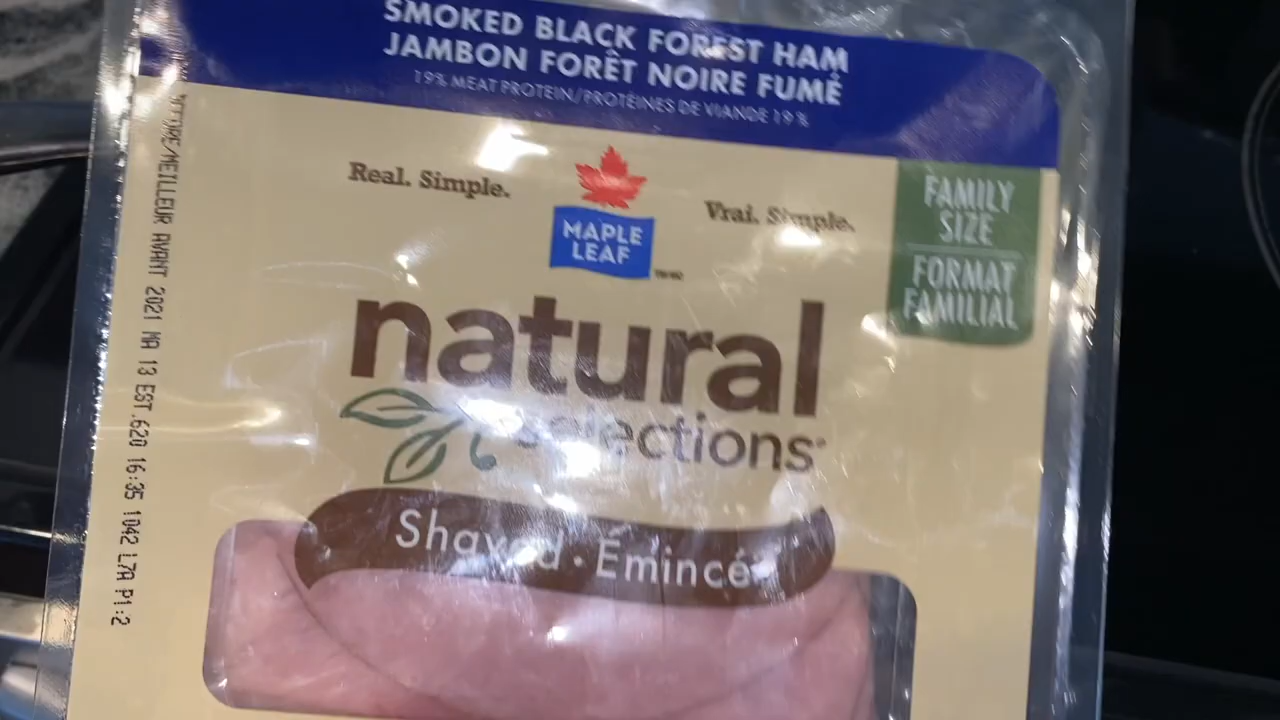 SMOKED BLACK FOREST HAM
JAMBON FORÊT NOIRE FUMÉ
19% MEAT PROTEIN/PROTÉINES DE VIANDE 19%
Real. Simple.
MAPLE
LEAF
Vrai. Simple.
FAMILY
SIZE
FORMAT
FAMILIAL
natural
selections
Shaved · Émincé
MEILLEUR AVANT 2021 MA 13 EST.620 16:35 1042 L7A P1:2